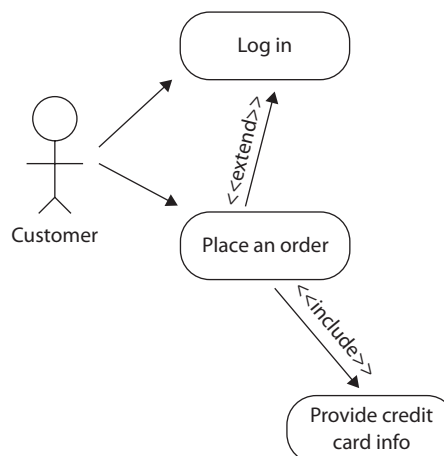 Log in
<<extend>>
Customer
Place an order
<<include>>
Provide credit
card info